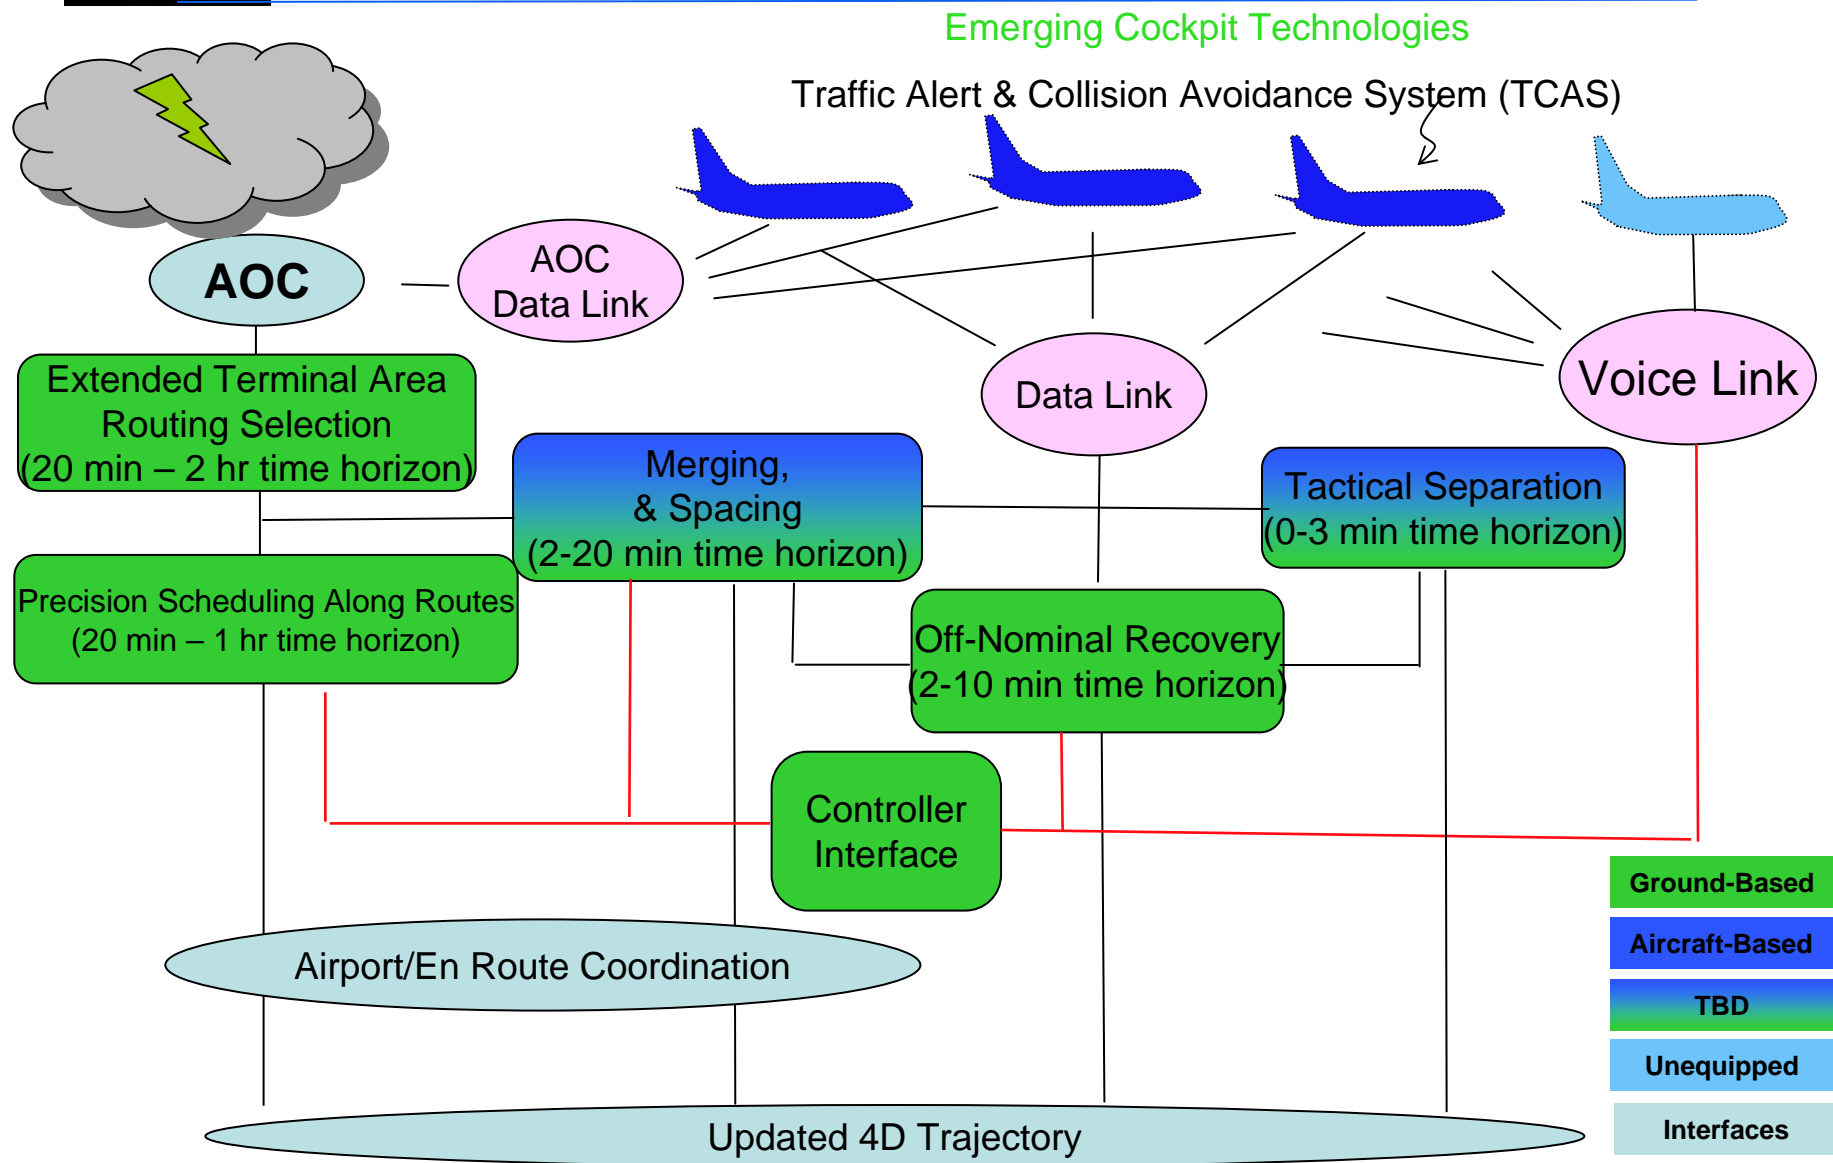 Emerging Cockpit Technologies
Traffic Alert & Collision Avoidance System (TCAS)
AOC
AOC
Data Link
Data Link
Voice Link
Extended Terminal Area
Routing Selection
(20 min – 2 hr time horizon)
Merging,
& Spacing
(2-20 min time horizon)
Tactical Separation
(0-3 min time horizon)
Precision Scheduling Along Routes
(20 min – 1 hr time horizon)
Off-Nominal Recovery
(2-10 min time horizon)
Controller
Interface
Airport/En Route Coordination
Updated 4D Trajectory
Ground-Based
Aircraft-Based
TBD
Unequipped
Interfaces